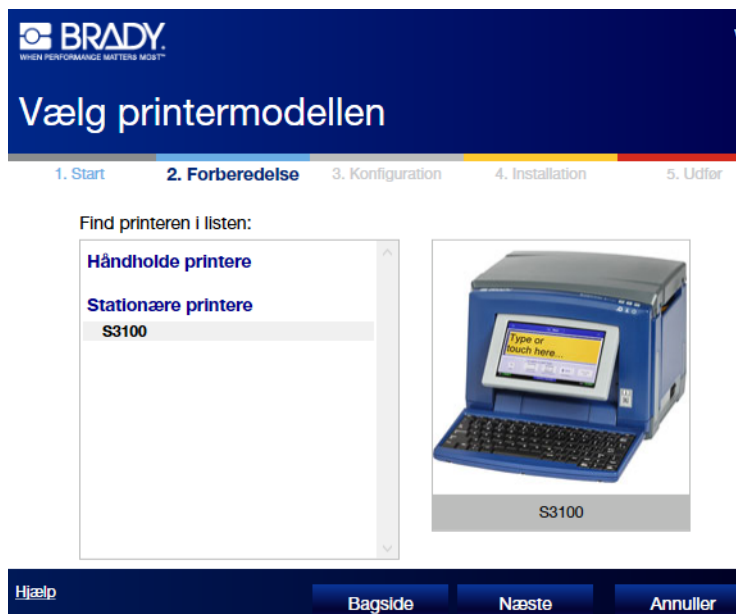 BRADY.
WHEN PERFORMANCE MATTERS MOST™
Vælg printermodellen
1. Start 2. Forberedelse 3. Konfiguration 4. Installation 5. Udfør
Find printeren i listen:
Håndholde printere
Stationære printere
S3100
Type or
touch here...
S3100
Hjælp Bagside Næste Annuller